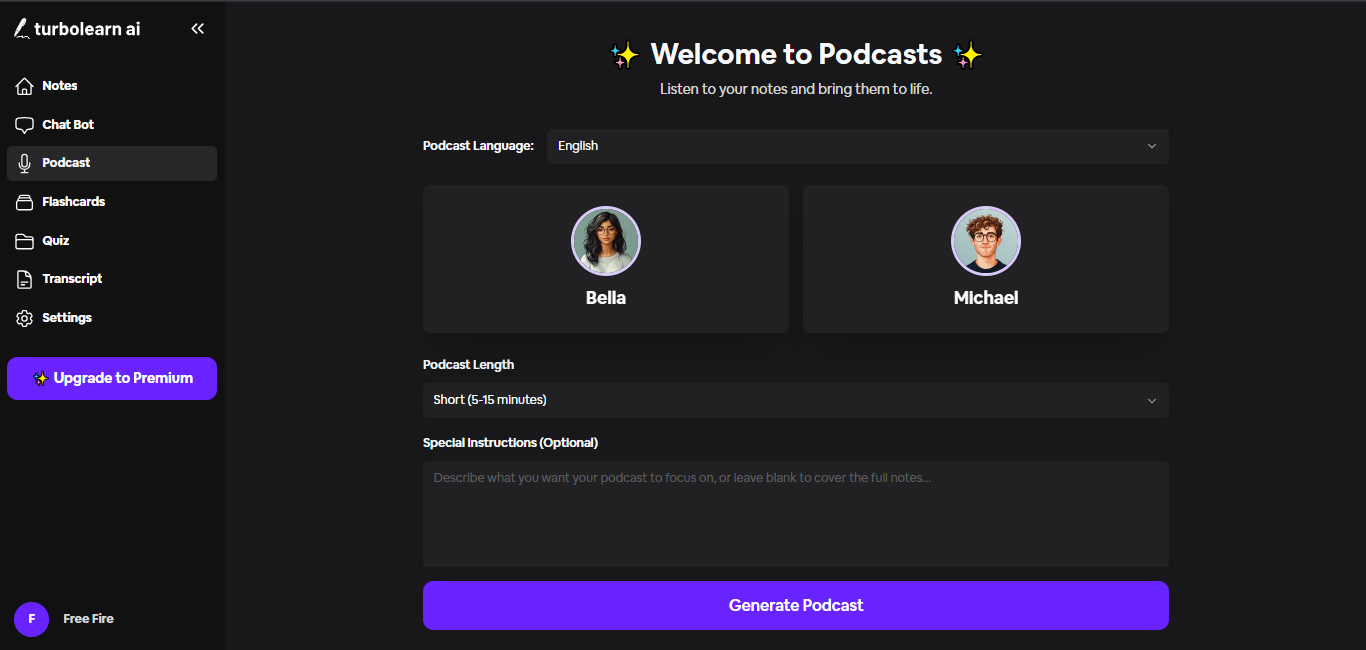 turbolearn ai
Notes
Chat Bot
Podcast
Flashcards
Quiz
Transcript
Settings
✨ Upgrade to Premium
F
Free Fire
✨ Welcome to Podcasts ✨
Listen to your notes and bring them to life.
Podcast Language: English
Bella
Michael
Podcast Length
Short (5-15 minutes)
Special Instructions (Optional)
Describe what you want your podcast to focus on, or leave blank to cover the full notes...
Generate Podcast